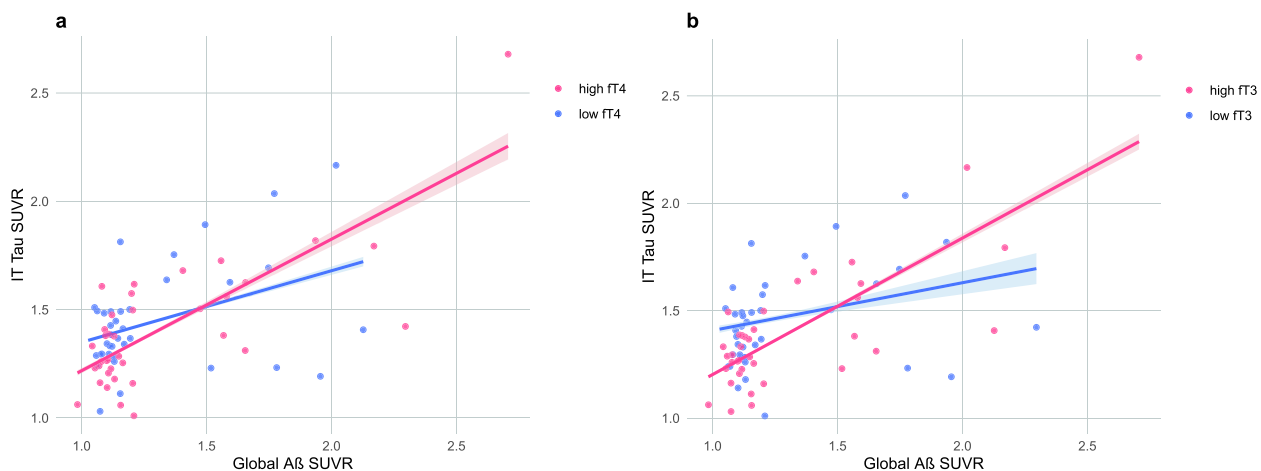 a
2.5
2.0
1.5
1.0
1.0 1.5 2.0 2.5
IT Tau SUVR
Global Aß SUVR
high fT4
low fT4
b
2.5
2.0
1.5
1.0
1.0 1.5 2.0 2.5
IT Tau SUVR
Global Aß SUVR
high fT3
low fT3